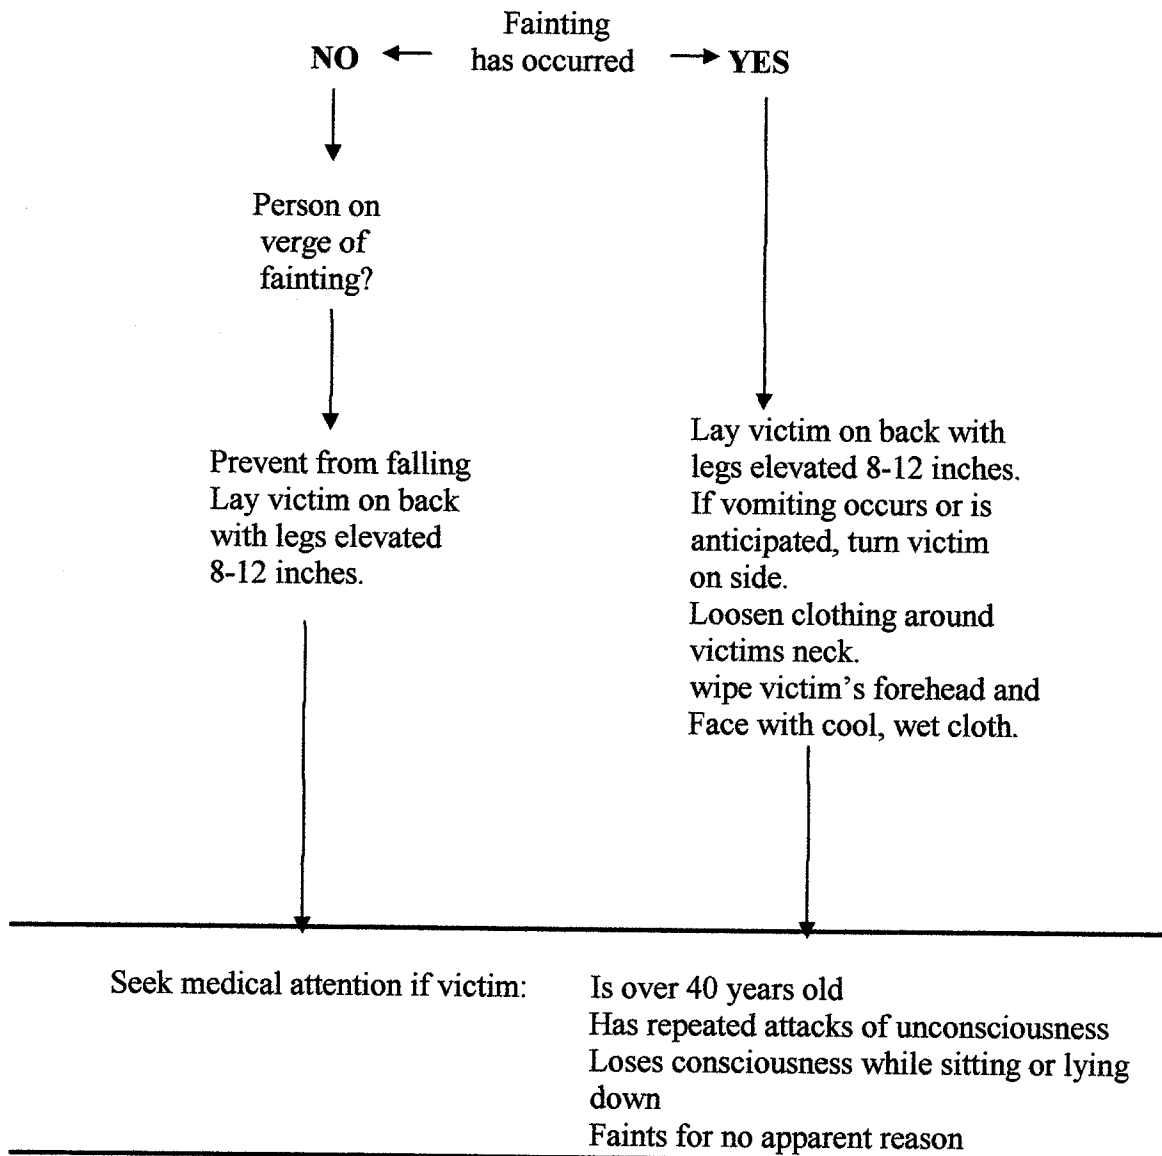 Fainting
NO has occurred YES
Person on
verge of
fainting?
Prevent from falling
Lay victim on back
with legs elevated
8-12 inches.
Lay victim on back with
legs elevated 8-12 inches.
If vomiting occurs or is
anticipated, turn victim
on side.
Loosen clothing around
victims neck.
wipe victim's forehead and
Face with cool, wet cloth.
Seek medical attention if victim:
Is over 40 years old
Has repeated attacks of unconsciousness
Loses consciousness while sitting or lying
down
Faints for no apparent reason